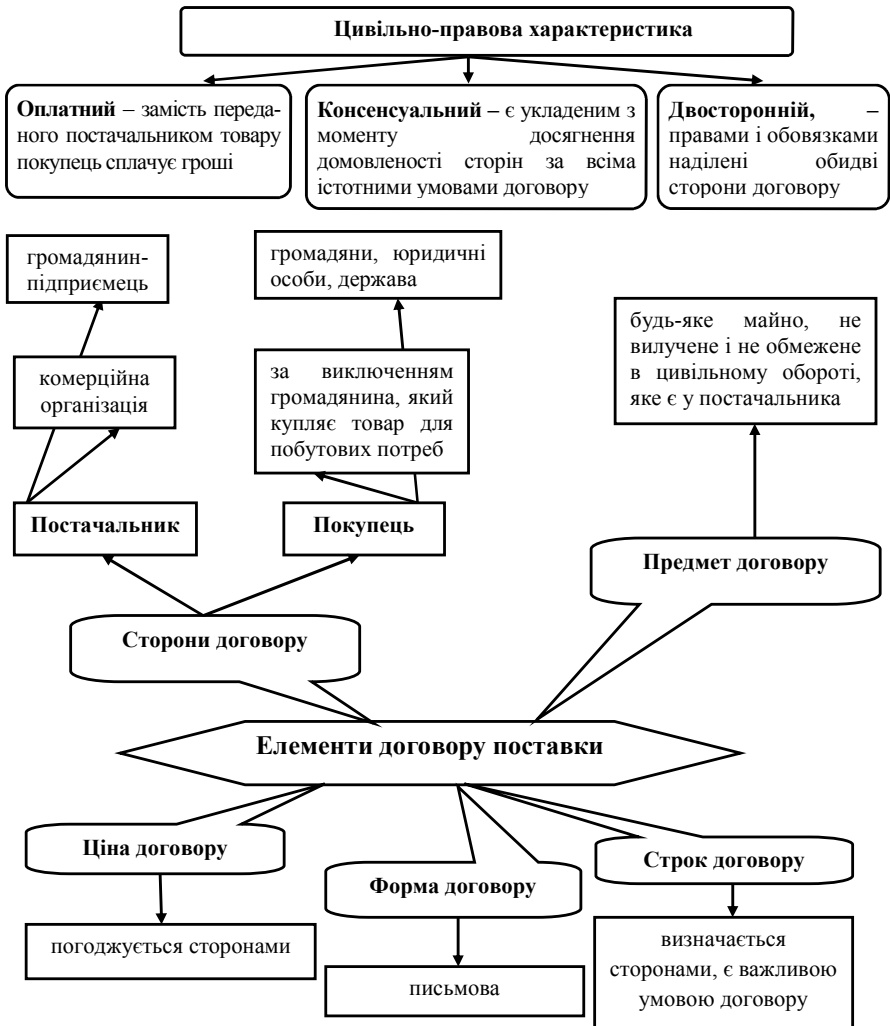 Цивільно-правова характеристика
Оплатний – замість переда-
ного постачальником товару
покупець сплачує гроші
Консенсуальний – є укладеним з
моменту досягнення
домовленості сторін за всіма
істотними умовами договору
Двосторонній, –
правами і обовязками
наділені обидві
сторони договору
громадянин-
підприємець
громадяни, юридичні
особи, держава
будь-яке майно, не
вилучене і не обмежене
в цивільному обороті,
яке є у постачальника
комерційна
організація
за виключенням
громадянина, який
купляє товар для
побутових потреб
Постачальник
Покупець
Предмет договору
Сторони договору
Елементи договору поставки
Ціна договору
Форма договору
Строк договору
погоджується сторонами
письмова
визначається
сторонами, є важливою
умовою договору